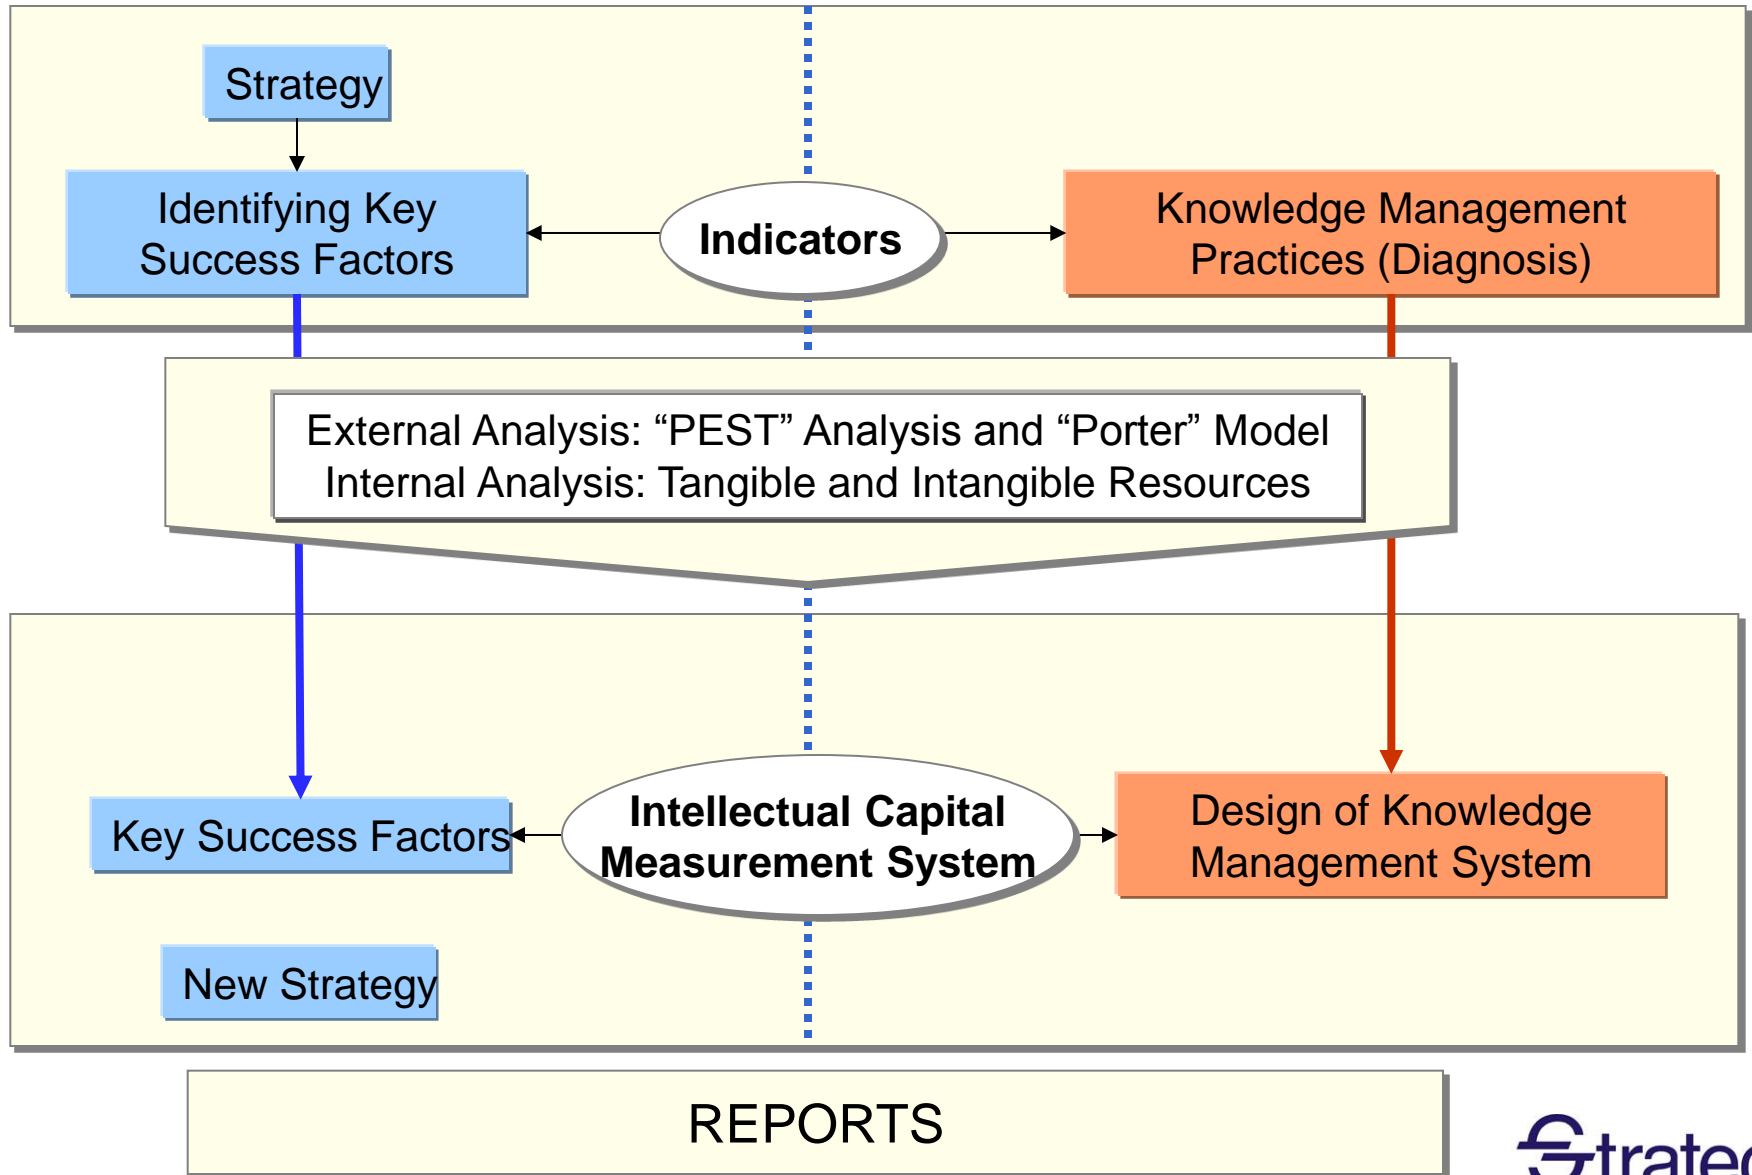 Strategy
Identifying Key
Success Factors
Indicators
Knowledge Management
Practices (Diagnosis)
External Analysis: “PEST” Analysis and “Porter” Model
Internal Analysis: Tangible and Intangible Resources
Key Success Factors
Intellectual Capital
Measurement System
Design of Knowledge
Management System
New Strategy
REPORTS